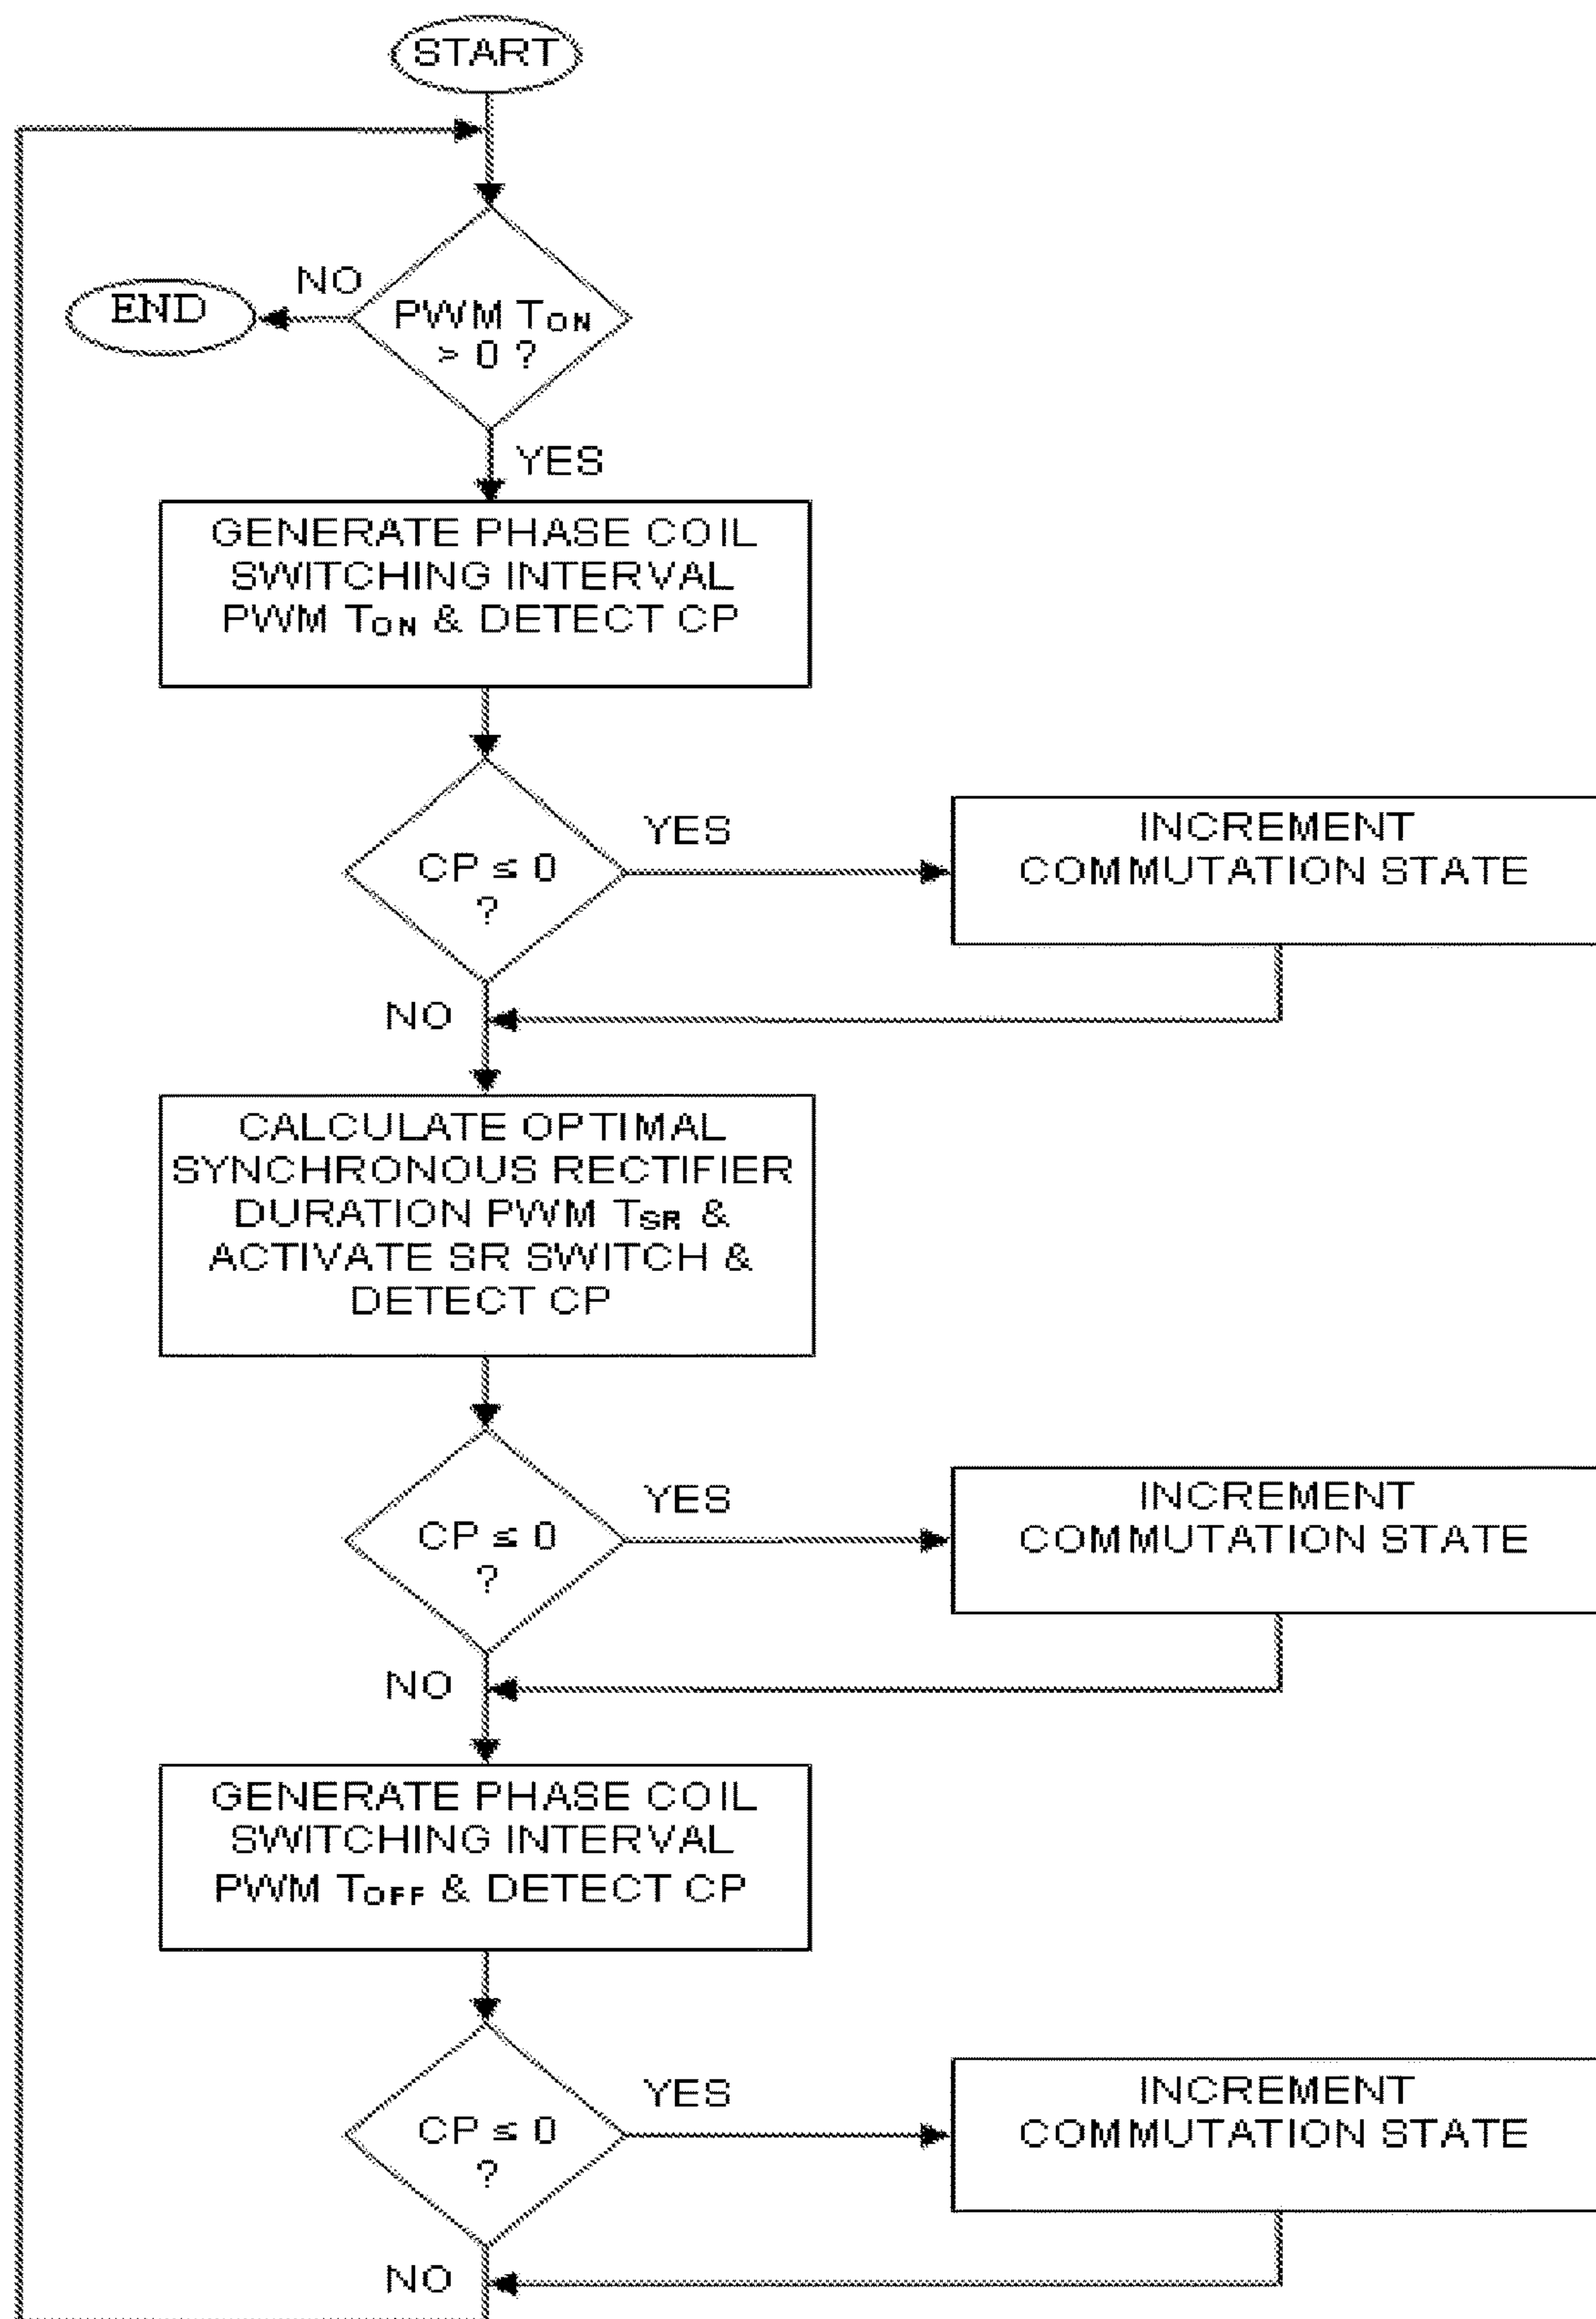 START
NO
END
PWM TON
> 0 ?
YES
GENERATE PHASE COIL
SWITCHING INTERVAL
PWM TON & DETECT CP
YES
CP ≤ 0
?
INCREMENT
COMMUTATION STATE
NO
CALCULATE OPTIMAL
SYNCHRONOUS RECTIFIER
DURATION PWM TSR &
ACTIVATE SR SWITCH &
DETECT CP
YES
CP ≤ 0
?
INCREMENT
COMMUTATION STATE
NO
GENERATE PHASE COIL
SWITCHING INTERVAL
PWM TOFF & DETECT CP
YES
CP ≤ 0
?
INCREMENT
COMMUTATION STATE
NO